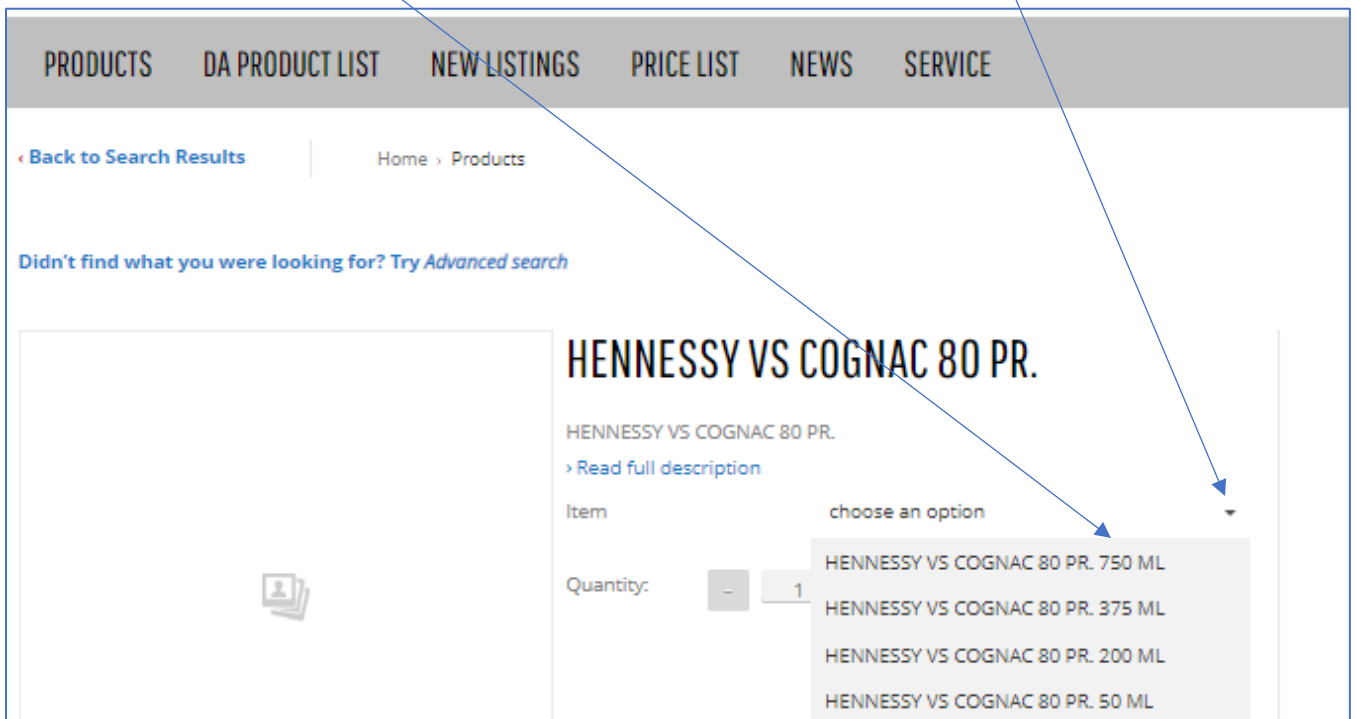 PRODUCTS DA PRODUCT LIST NEW LISTINGS PRICE LIST NEWS SERVICE
‹ Back to Search Results Home › Products
Didn't find what you were looking for? Try Advanced search
HENNESSY VS COGNAC 80 PR.
HENNESSY VS COGNAC 80 PR.
› Read full description
Item choose an option
HENNESSY VS COGNAC 80 PR. 750 ML
Quantity: – 1
HENNESSY VS COGNAC 80 PR. 375 ML
HENNESSY VS COGNAC 80 PR. 200 ML
HENNESSY VS COGNAC 80 PR. 50 ML